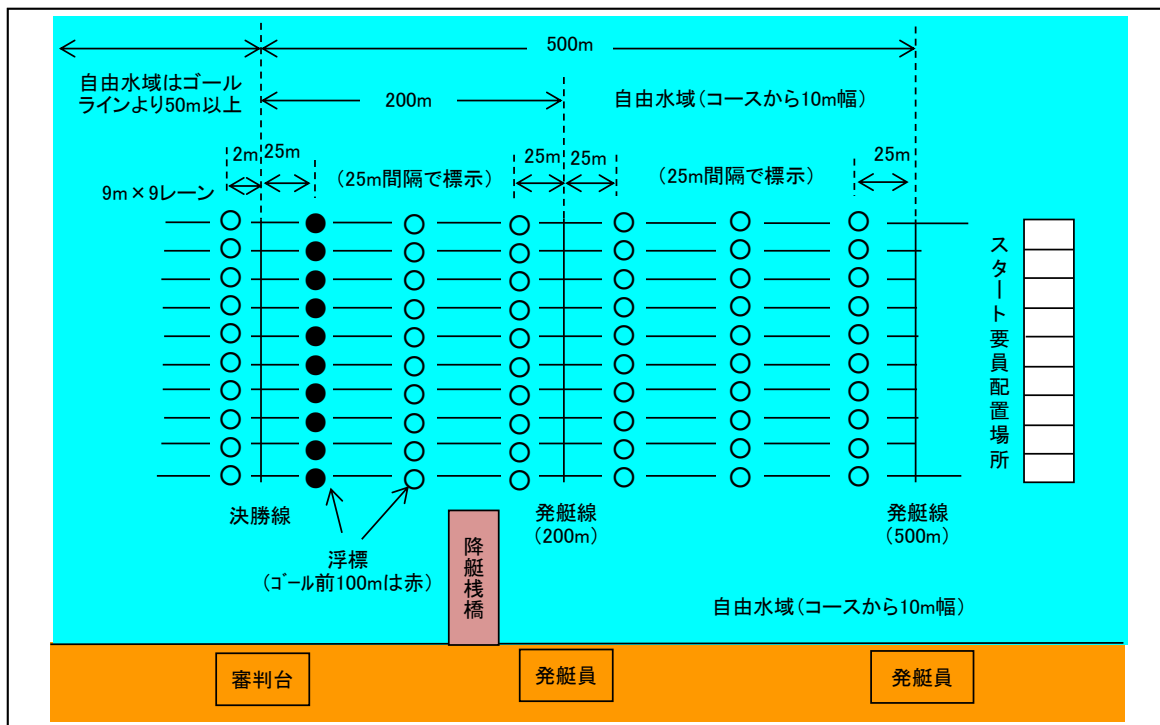 500m
自由水域はゴール
ラインより50m以上
200m
自由水域(コースから10m幅)
2m
25m
(25m間隔で標示)
25m
25m
(25m間隔で標示)
25m
9m×9レーン
スタート要員配置場所
決勝線
発艇線
(200m)
発艇線
(500m)
浮標
(ｺﾞｰﾙ前100mは赤)
降艇桟橋
自由水域(コースから10m幅)
審判台
発艇員
発艇員